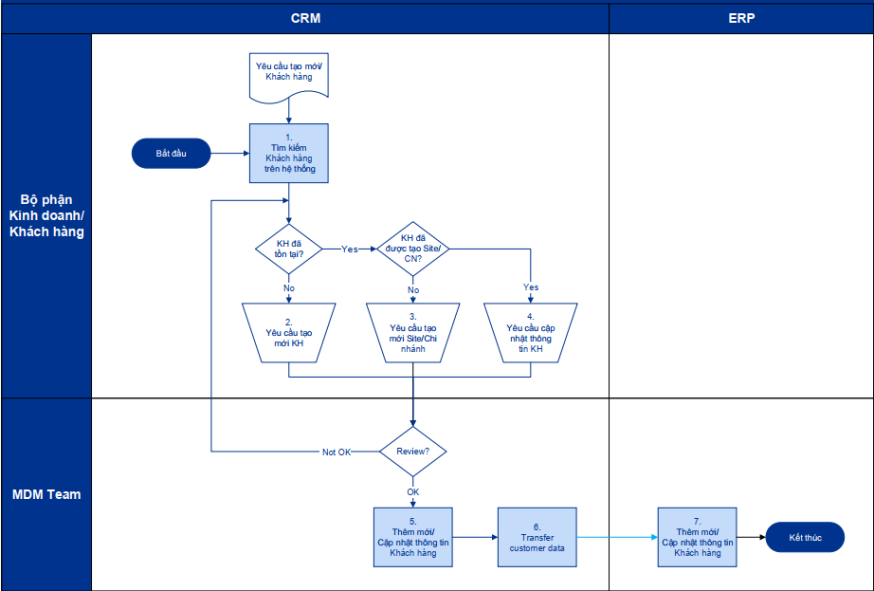 CRM
ERP
Bộ phận
Kinh doanh/
Khách hàng
Yêu cầu tạo mới/
Khách hàng
Bắt đầu
1.
Tìm kiếm
Khách hàng
trên hệ thống
KH đã
tồn tại?
Yes
KH đã
được tạo Site/
CN?
No
No
Yes
2.
Yêu cầu tạo
mới KH
3.
Yêu cầu tạo
mới Site/Chi
nhánh
4.
Yêu cầu cập
nhật thông
tin KH
MDM Team
Not OK
Review?
OK
5.
Thêm mới/
Cập nhật thông tin
Khách hàng
6.
Transfer
customer data
7.
Thêm mới/
Cập nhật thông tin
Khách hàng
Kết thúc